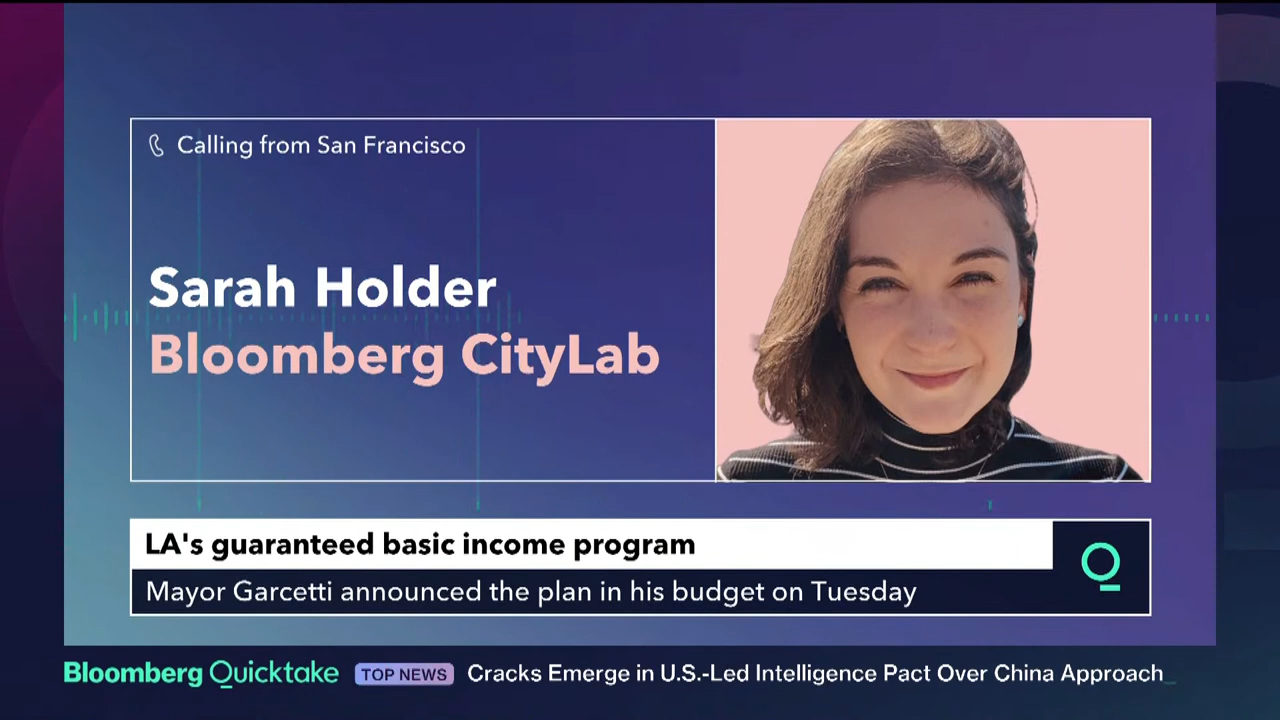 Calling from San Francisco
Sarah Holder
Bloomberg CityLab
LA's guaranteed basic income program
Mayor Garcetti announced the plan in his budget on Tuesday
Bloomberg Quicktake TOP NEWS Cracks Emerge in U.S.-Led Intelligence Pact Over China Approach_